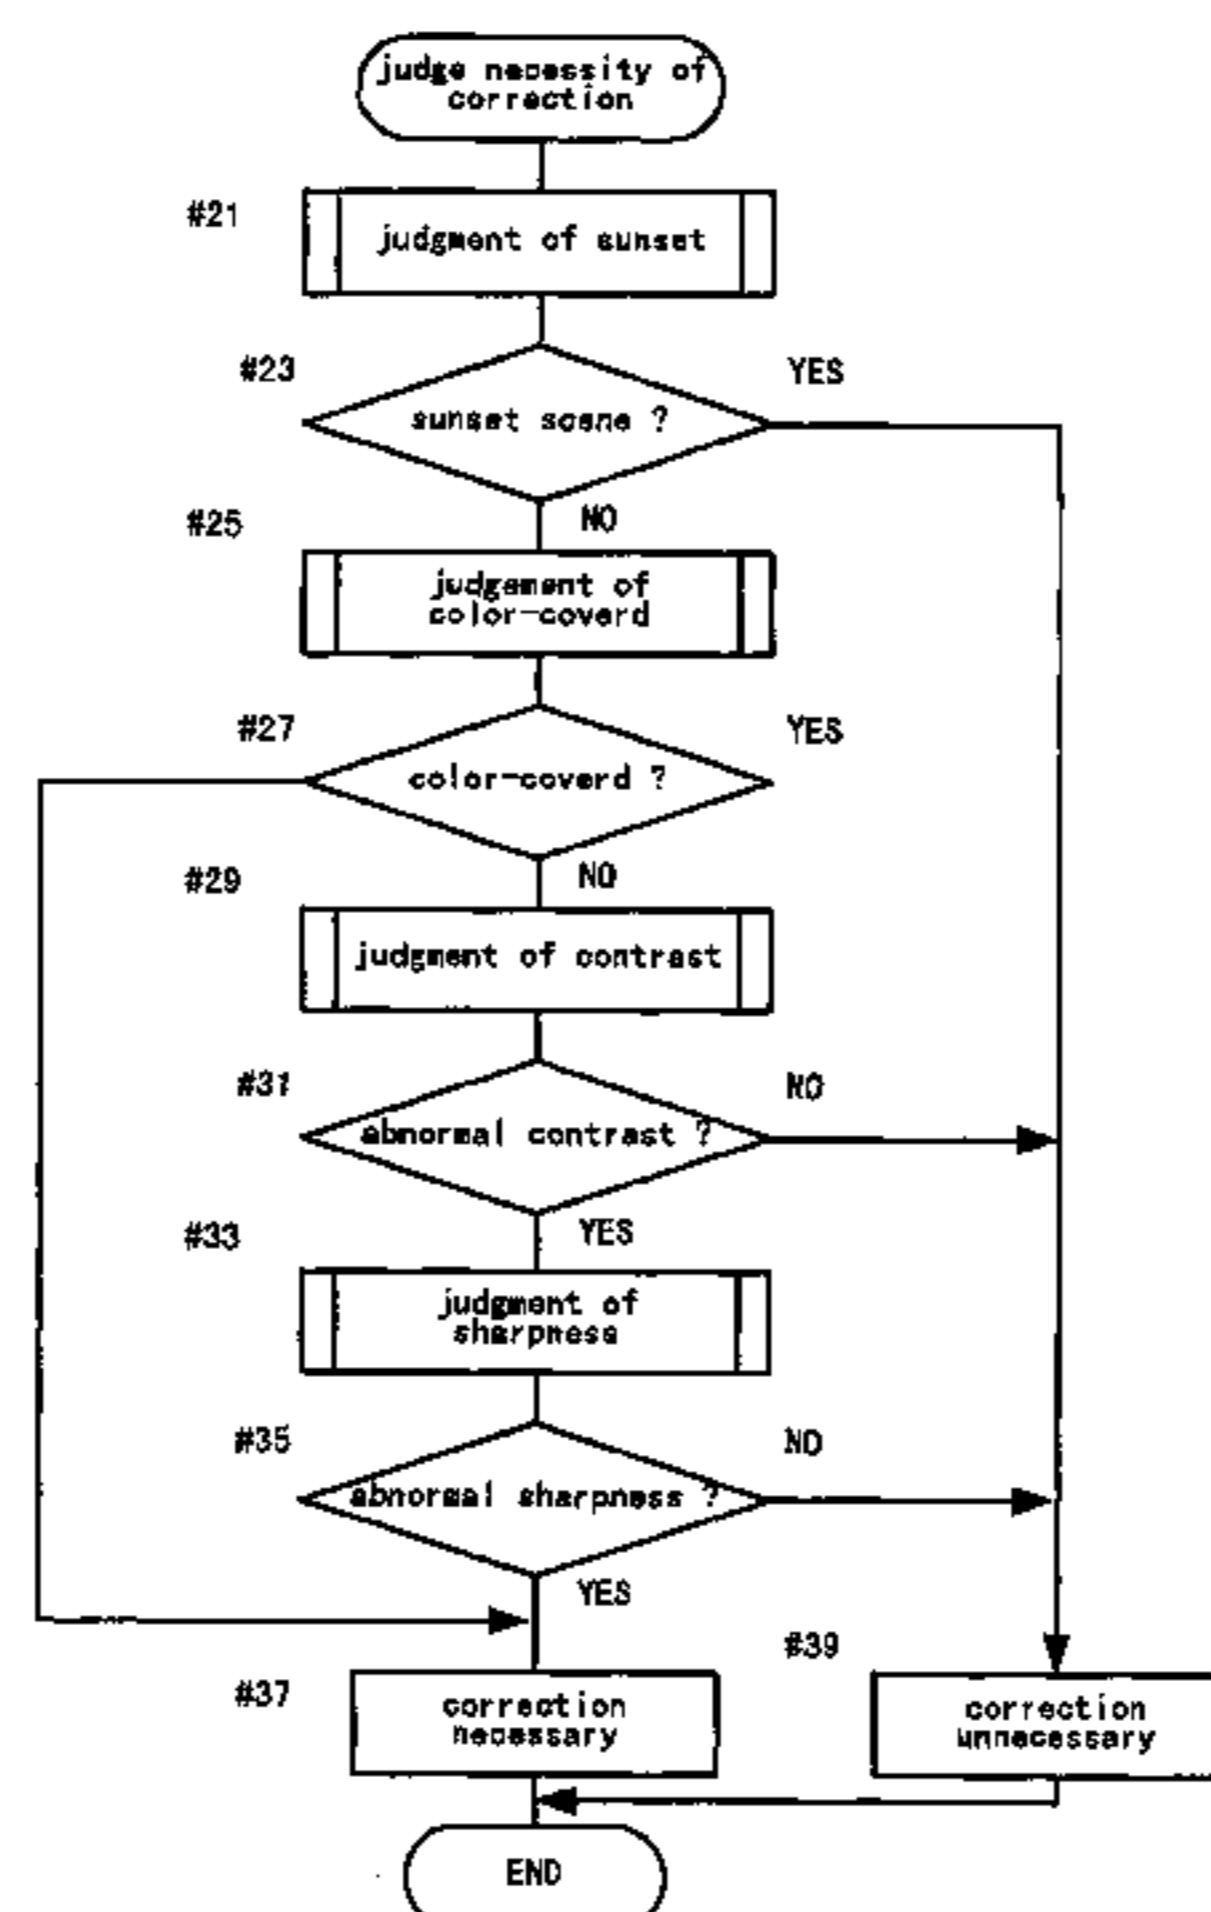 judge necessity of
correction
#21
judgment of sunset
#23
YES
sunset scene ?
NO
#25
judgement of
color-coverd
#27
YES
color-coverd ?
NO
#29
judgment of contrast
#31
NO
abnormal contrast ?
YES
#33
judgment of
sharpness
#35
NO
abnormal sharpness ?
YES
#39
#37
correction
necessary
correction
unnecessary
END